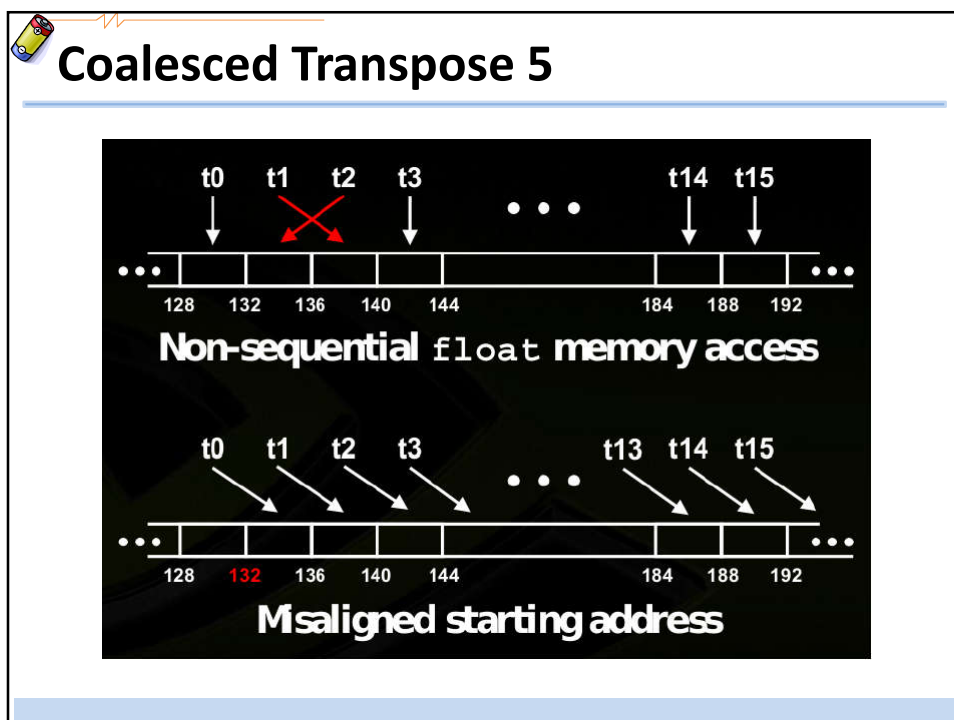 Coalesced Transpose 5
t0 t1 t2 t3 ••• t14 t15
••• •••
128 132 136 140 144 184 188 192
Non-sequential float memory access
t0 t1 t2 t3 ••• t13 t14 t15
••• •••
128 132 136 140 144 184 188 192
Misaligned starting address